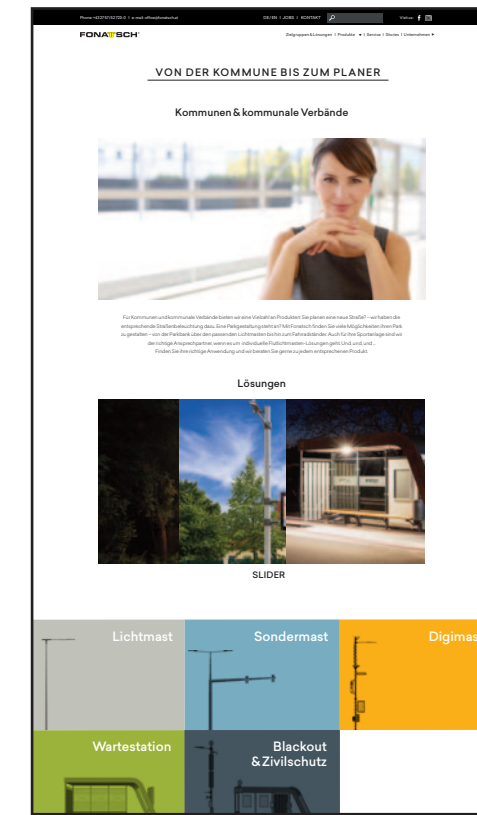 Phone +43 2757/52 720-0 I e-mail: office@fonatsch.at
DE/EN I JOBS I KONTAKT
Visit us:
FONATSCH
Zielgruppen & Lösungen I Produkte I Service I Stories I Unternehmen
VON DER KOMMUNE BIS ZUM PLANER
Kommunen & kommunale Verbände
Für Kommunen und kommunale Verbände bieten wir eine Vielzahl an Produkten: Sie planen eine neue Straße? – wir haben die
entsprechende Straßenbeleuchtung dazu. Eine Parkgestaltung steht an? Mit Fonatsch finden Sie viele Möglichkeiten ihren Park
zu gestalten – von der Parkbank über den passenden Lichtmasten bis hin zum Fahrradständer. Auch für ihre Sportanlage sind wir
der richtige Ansprechpartner, wenn es um individuelle Flutlichtmasten-Lösungen geht. Und, und, und ...
Finden Sie ihre richtige Anwendung und wir beraten Sie gerne zu jedem entsprechenen Produkt.
Lösungen
SLIDER
Lichtmast
Sondermast
Digimas
Wartestation
Blackout
& Zivilschutz